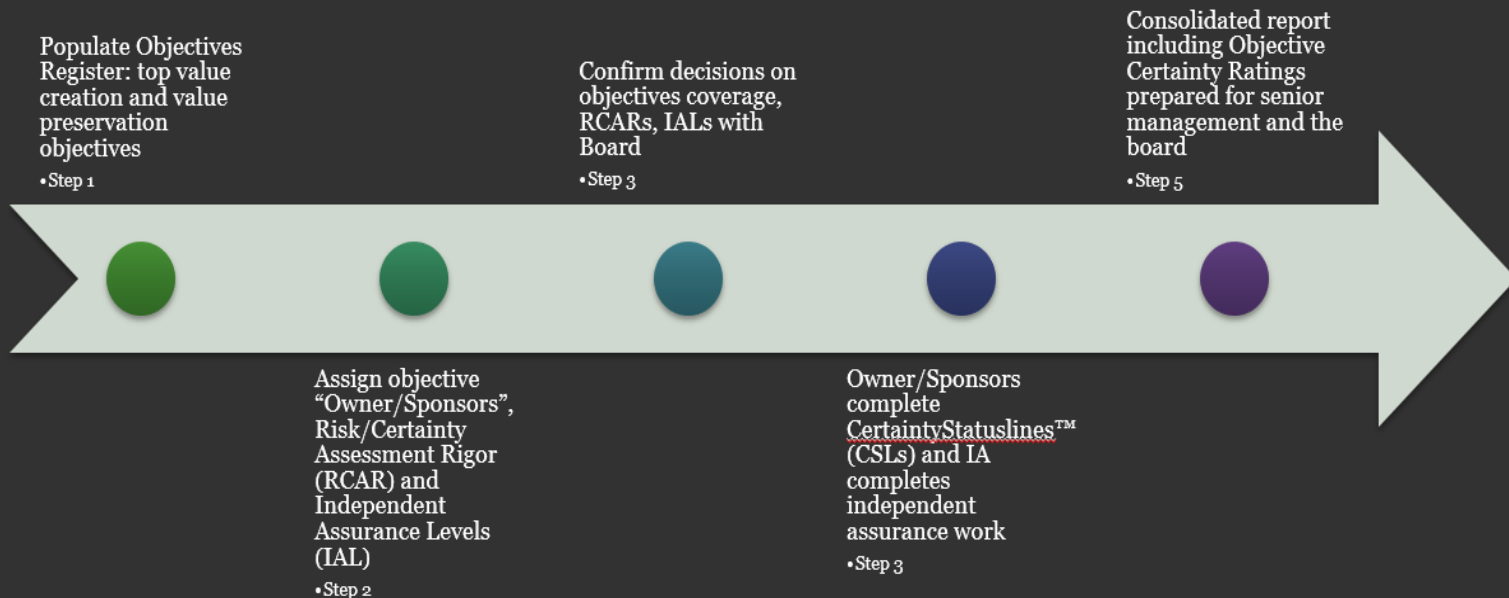 Populate Objectives
Register: top value
creation and value
preservation
objectives
•Step 1
Assign objective
“Owner/Sponsors”,
Risk/Certainty
Assessment Rigor
(RCAR) and
Independent
Assurance Levels
(IAL)
•Step 2
Confirm decisions on
objectives coverage,
RCARs, IALs with
Board
•Step 3
Owner/Sponsors
complete
CertaintyStatuslines™
(CSLs) and IA
completes
independent
assurance work
•Step 3
Consolidated report
including Objective
Certainty Ratings
prepared for senior
management and the
board
•Step 5